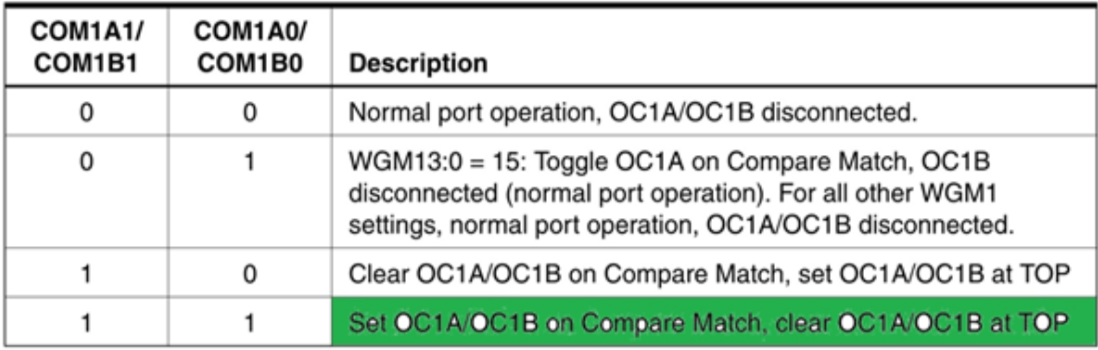 COM1A1/ COM1A0/
COM1B1 COM1B0 Description
0 0 Normal port operation, OC1A/OC1B disconnected.
0 1 WGM13:0 = 15: Toggle OC1A on Compare Match, OC1B
disconnected (normal port operation). For all other WGM1
settings, normal port operation, OC1A/OC1B disconnected.
1 0 Clear OC1A/OC1B on Compare Match, set OC1A/OC1B at TOP
1 1 Set OC1A/OC1B on Compare Match, clear OC1A/OC1B at TOP